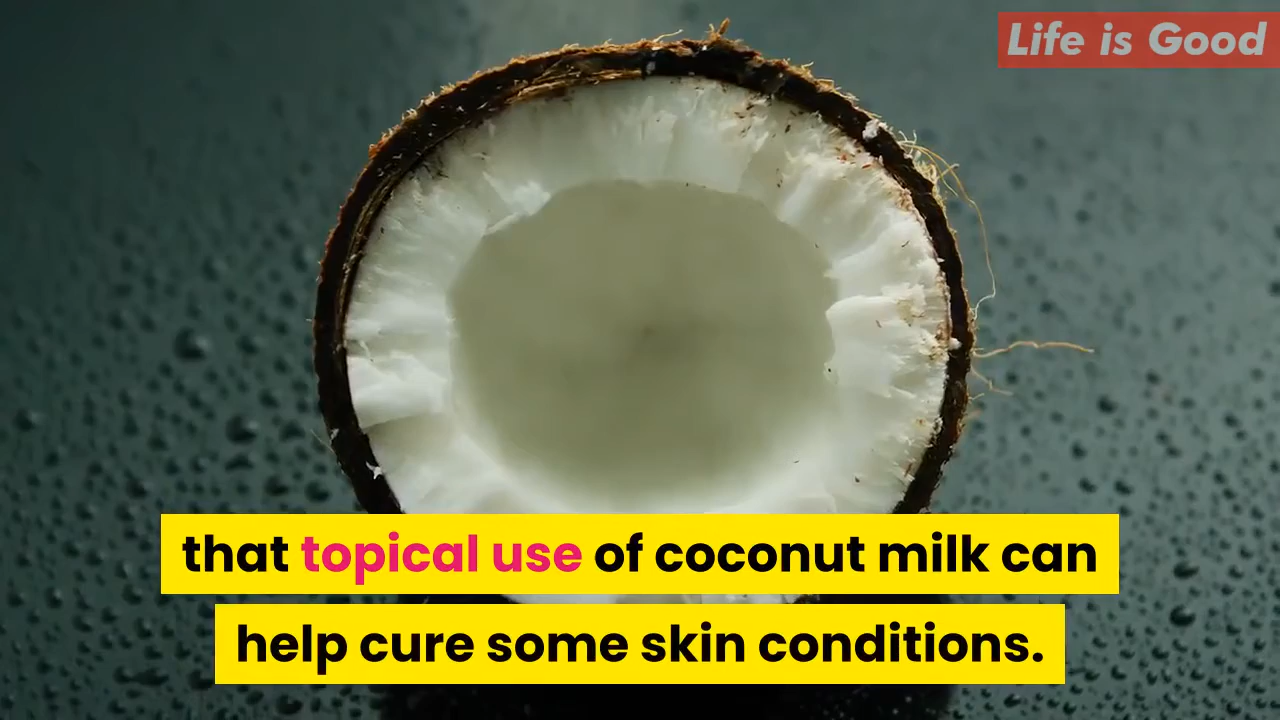 Life is Good
that topical use of coconut milk can
help cure some skin conditions.